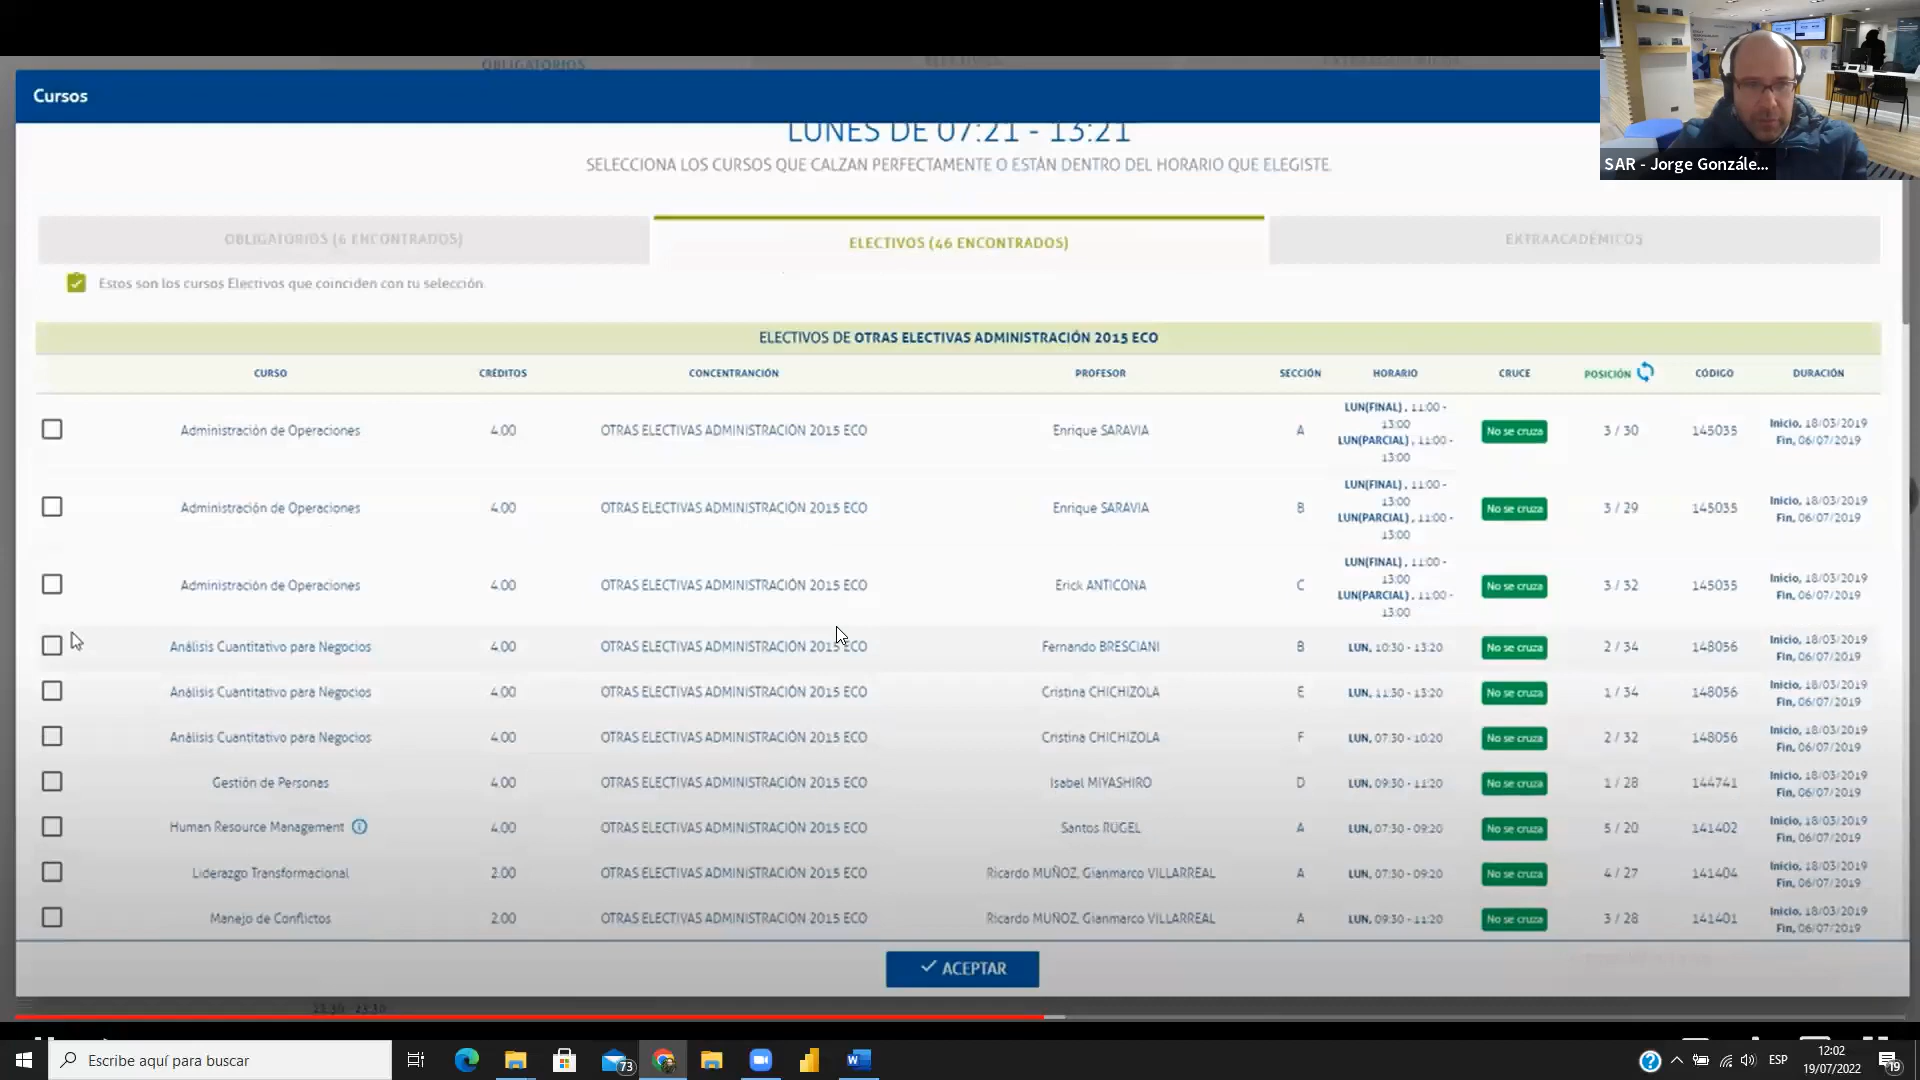 OBLIGATORIOS
Cursos
LUNES DE 07:21 - 13:21
SELECCIONA LOS CURSOS QUE CALZAN PERFECTAMENTE O ESTÁN DENTRO DEL HORARIO QUE ELEGISTE.
SAR - Jorge Gonzále...
OBLIGATORIOS (6 ENCONTRADOS)
ELECTIVOS (46 ENCONTRADOS)
EXTRAACADÉMICOS
Estos son los cursos Electivos que coinciden con tu selección
ELECTIVOS DE OTRAS ELECTIVAS ADMINISTRACIÓN 2015 ECO
CURSO CRÉDITOS CONCENTRANCIÓN PROFESOR SECCIÓN HORARIO CRUCE POSICIÓN CÓDIGO DURACIÓN
Administración de Operaciones 4.00 OTRAS ELECTIVAS ADMINISTRACIÓN 2015 ECO Enrique SARAVIA A LUN(FINAL), 11:00 - 13:00 LUN(PARCIAL), 11:00 - 13:00 No se cruza 3 / 30 145035 Inicio, 18/03/2019 Fin, 06/07/2019
Administración de Operaciones 4.00 OTRAS ELECTIVAS ADMINISTRACIÓN 2015 ECO Enrique SARAVIA B LUN(FINAL), 11:00 - 13:00 LUN(PARCIAL), 11:00 - 13:00 No se cruza 3 / 29 145035 Inicio, 18/03/2019 Fin, 06/07/2019
Administración de Operaciones 4.00 OTRAS ELECTIVAS ADMINISTRACIÓN 2015 ECO Erick ANTICONA C LUN(FINAL), 11:00 - 13:00 LUN(PARCIAL), 11:00 - 13:00 No se cruza 3 / 32 145035 Inicio, 18/03/2019 Fin, 06/07/2019
Análisis Cuantitativo para Negocios 4.00 OTRAS ELECTIVAS ADMINISTRACIÓN 2015 ECO Fernando BRESCIANI B LUN, 10:30 - 13:20 No se cruza 2 / 34 148056 Inicio, 18/03/2019 Fin, 06/07/2019
Análisis Cuantitativo para Negocios 4.00 OTRAS ELECTIVAS ADMINISTRACIÓN 2015 ECO Cristina CHICHIZOLA E LUN, 11:30 - 13:20 No se cruza 1 / 34 148056 Inicio, 18/03/2019 Fin, 06/07/2019
Análisis Cuantitativo para Negocios 4.00 OTRAS ELECTIVAS ADMINISTRACIÓN 2015 ECO Cristina CHICHIZOLA F LUN, 07:30 - 10:20 No se cruza 2 / 32 148056 Inicio, 18/03/2019 Fin, 06/07/2019
Gestión de Personas 4.00 OTRAS ELECTIVAS ADMINISTRACIÓN 2015 ECO Isabel MIYASHIRO D LUN, 09:30 - 11:20 No se cruza 1 / 28 144741 Inicio, 18/03/2019 Fin, 06/07/2019
Human Resource Management 4.00 OTRAS ELECTIVAS ADMINISTRACIÓN 2015 ECO Santos RUGEL A LUN, 07:30 - 09:20 No se cruza 5 / 20 141402 Inicio, 18/03/2019 Fin, 06/07/2019
Liderazgo Transformacional 2.00 OTRAS ELECTIVAS ADMINISTRACIÓN 2015 ECO Ricardo MUÑOZ, Gianmarco VILLARREAL A LUN, 07:30 - 09:20 No se cruza 4 / 27 141404 Inicio, 18/03/2019 Fin, 06/07/2019
Manejo de Conflictos 2.00 OTRAS ELECTIVAS ADMINISTRACIÓN 2015 ECO Ricardo MUÑOZ, Gianmarco VILLARREAL A LUN, 09:30 - 11:20 No se cruza 3 / 28 141401 Inicio, 18/03/2019 Fin, 06/07/2019
ACEPTAR
Escribe aquí para buscar
73
ESP
12:02
19/07/2022
19